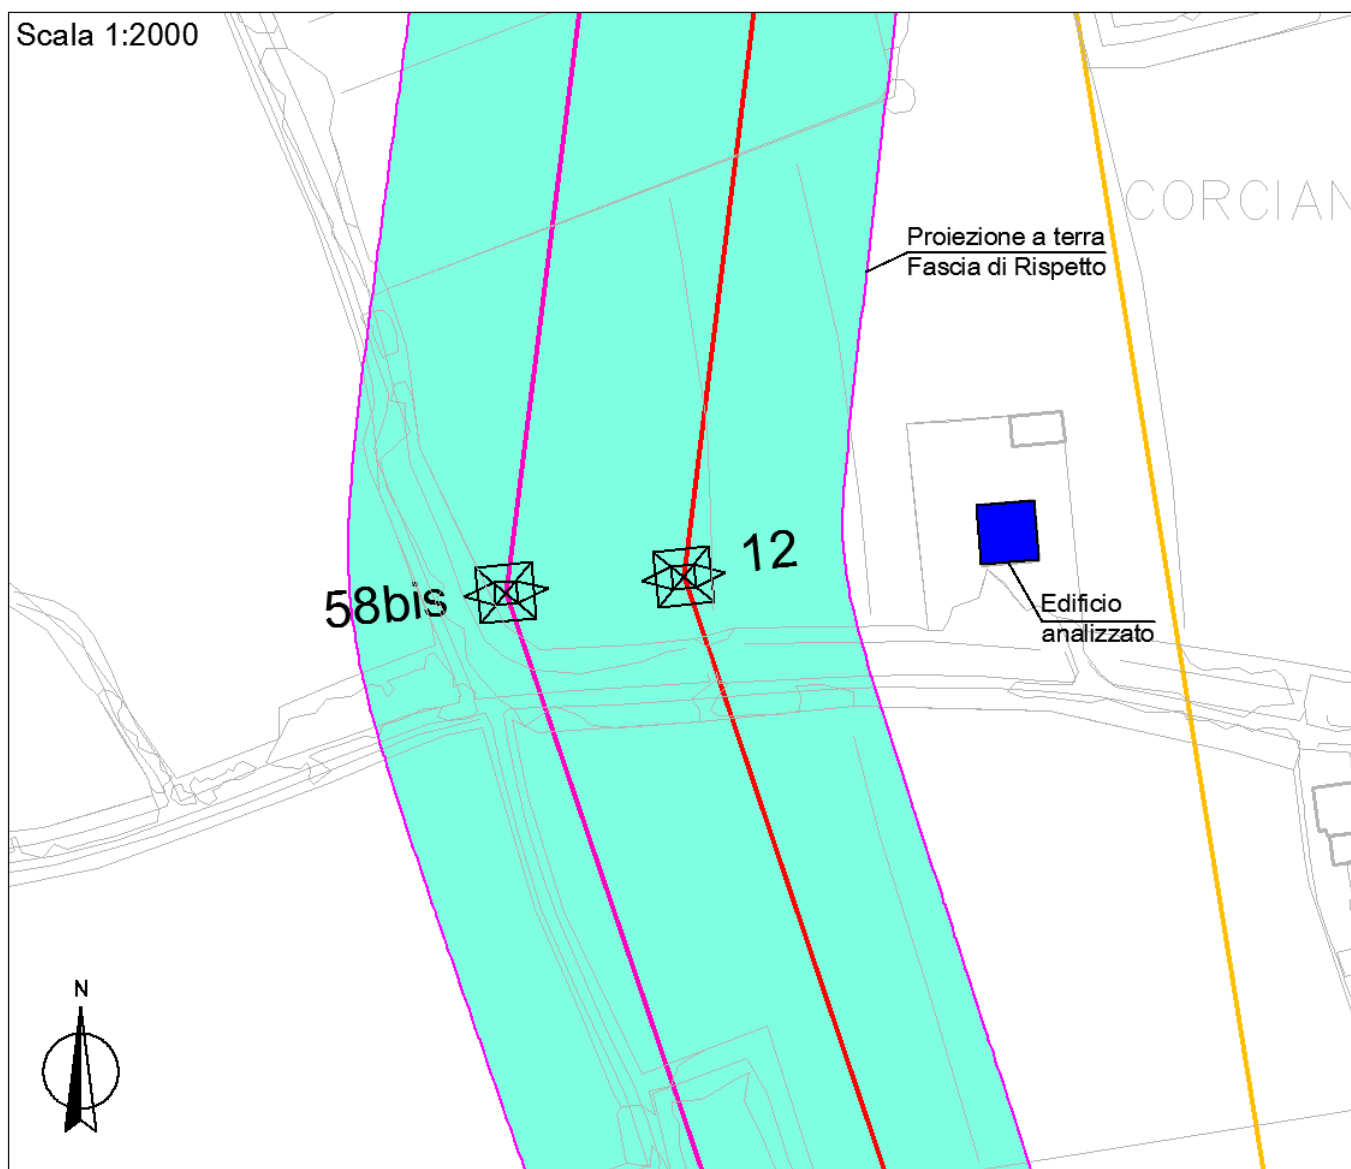 Scala 1:2000
CORCIAN
Proiezione a terra
Fascia di Rispetto
12
58bis
Edificio
analizzato
N